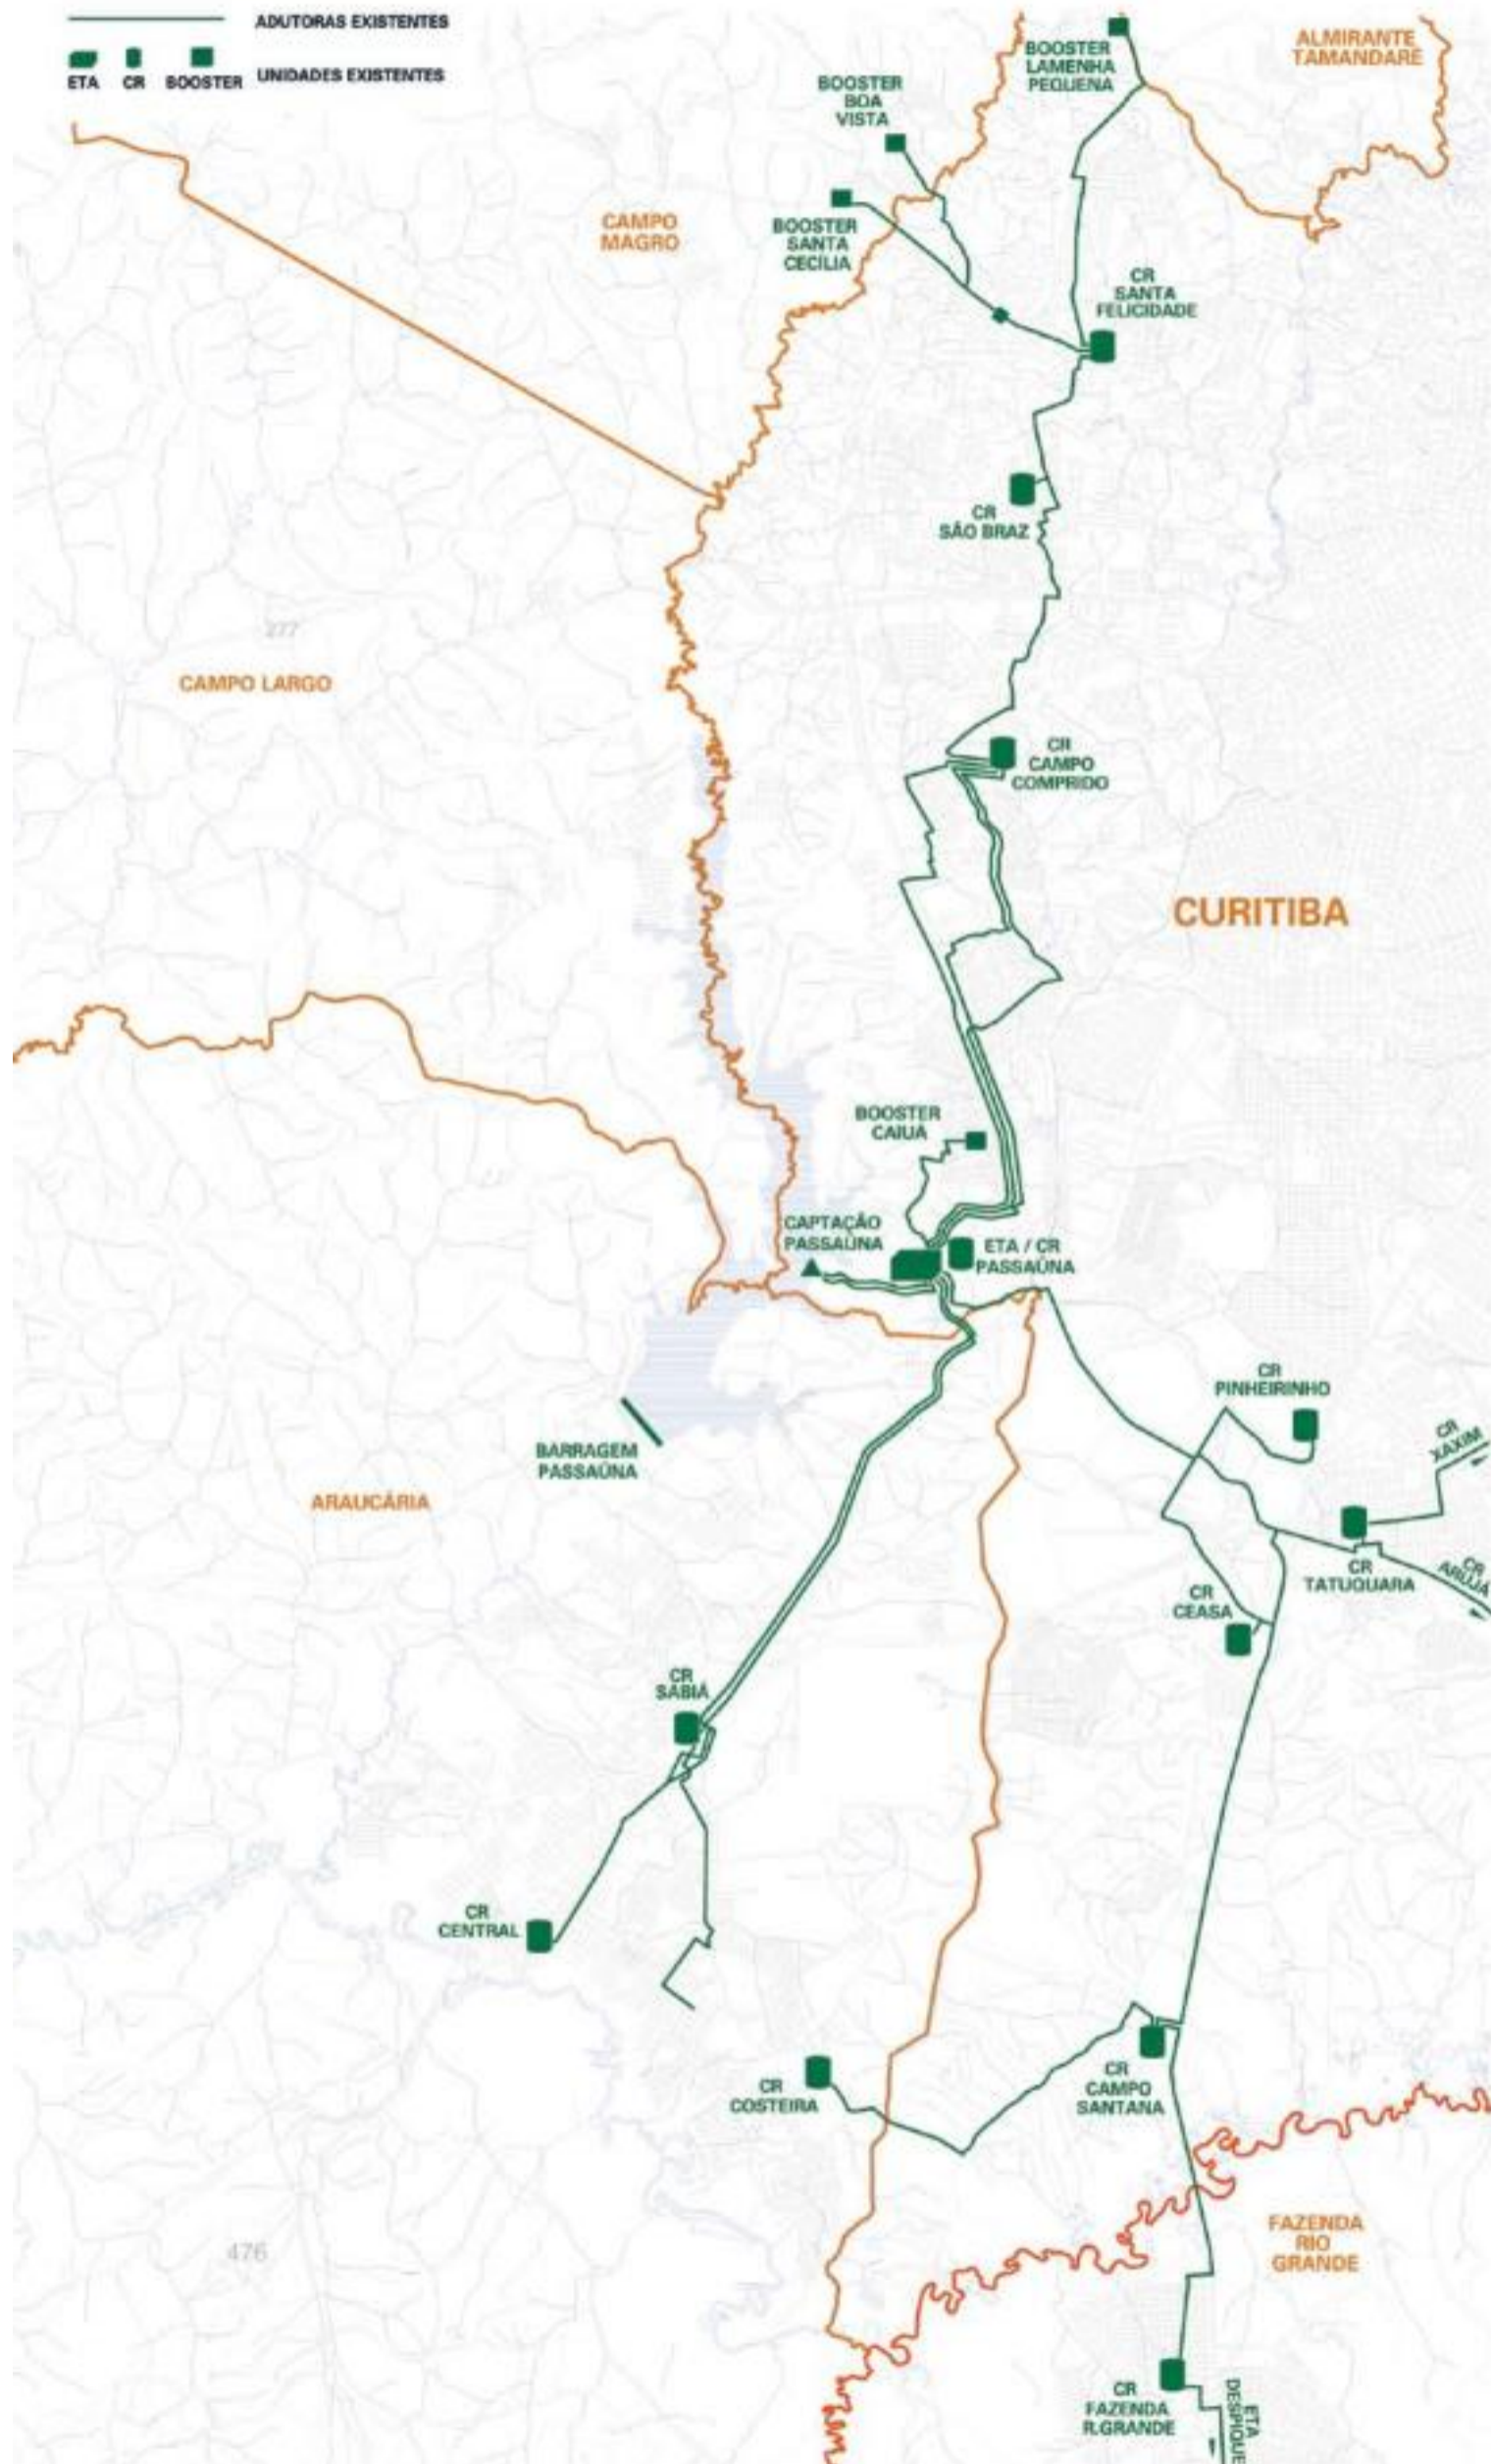 ADUTORAS EXISTENTES
ETA CR BOOSTER UNIDADES EXISTENTES
BOOSTER
LAMENHA
PEQUENA
ALMIRANTE
TAMANDARÉ
BOOSTER
BOA
VISTA
CAMPO
MAGRO
BOOSTER
SANTA
CECÍLIA
CR
SANTA
FELICIDADE
CR
SÃO BRAZ
277
CAMPO LARGO
CR
CAMPO
COMPRIDO
CURITIBA
BOOSTER
CAIUÁ
CAPTAÇÃO
PASSAÚNA
ETA / CR
PASSAÚNA
CR
PINHEIRINHO
CR
XAXIM
BARRAGEM
PASSAÚNA
ARAUCÁRIA
CR
TATUQUARA
CR
ARUJÁ
CR
CEASA
CR
SABIÁ
CR
CENTRAL
CR
COSTEIRA
CR
CAMPO
SANTANA
FAZENDA
RIO
GRANDE
476
CR
FAZENDA
R.GRANDE
ETA
DESPIQUE